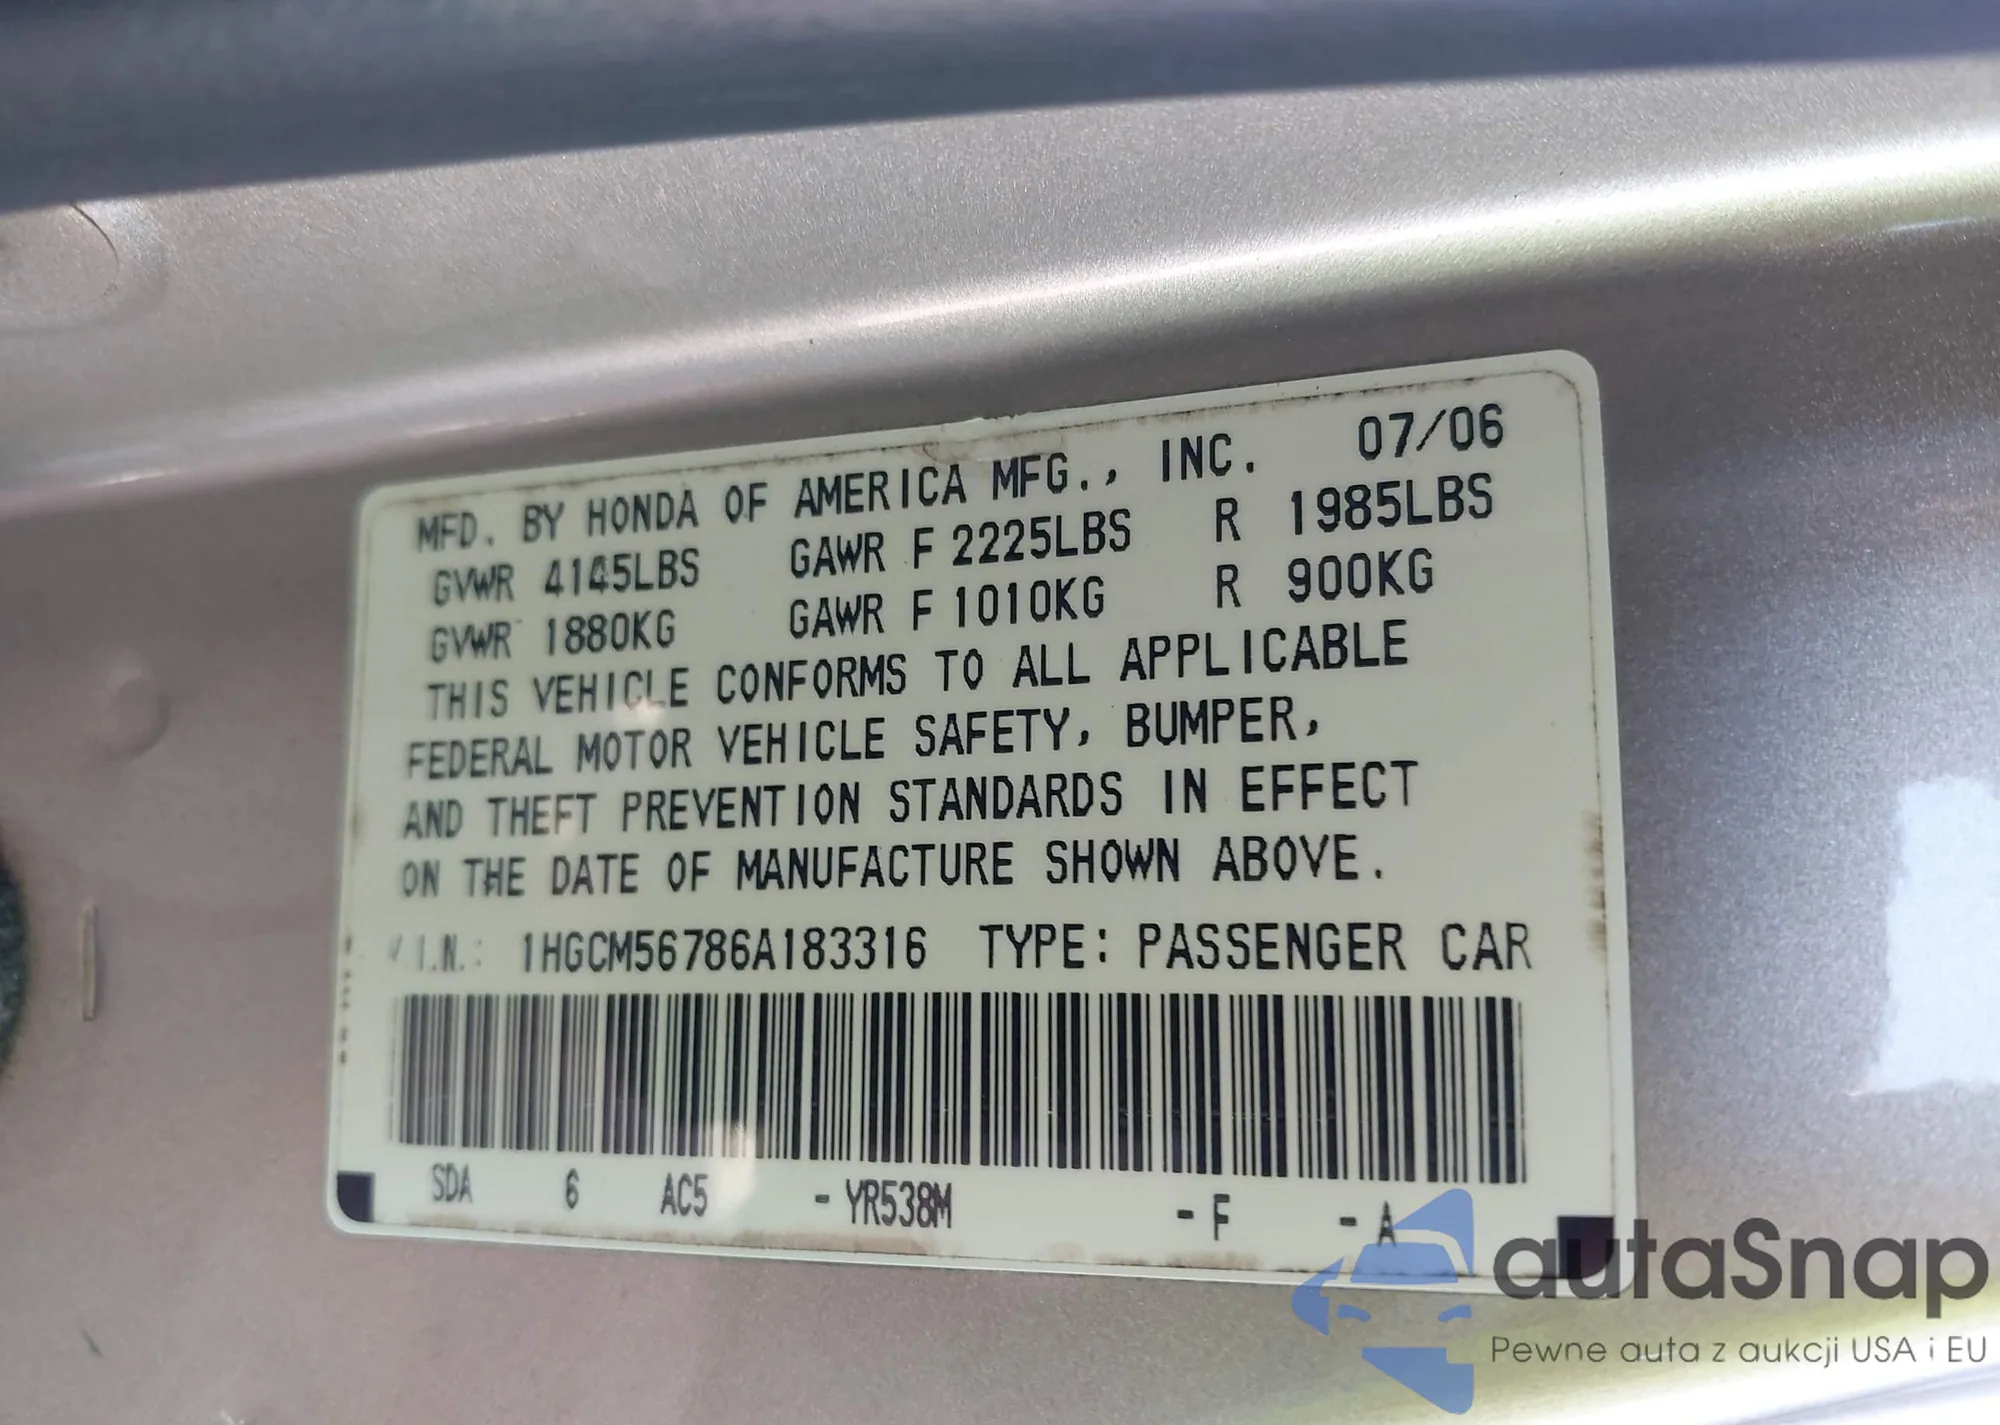 MFD. BY HONDA OF AMERICA MFG., INC. 07/06
GVWR 4145LBS GAWR F 2225LBS R 1985LBS
GVWR 1880KG GAWR F 1010KG R 900KG
THIS VEHICLE CONFORMS TO ALL APPLICABLE
FEDERAL MOTOR VEHICLE SAFETY, BUMPER,
AND THEFT PREVENTION STANDARDS IN EFFECT
ON THE DATE OF MANUFACTURE SHOWN ABOVE.
V.I.N.: 1HGCM56786A183316 TYPE: PASSENGER CAR
SDA 6 AC5 - YR538M - F - A
autaSnap
Pewne auta z aukcji USA i EU